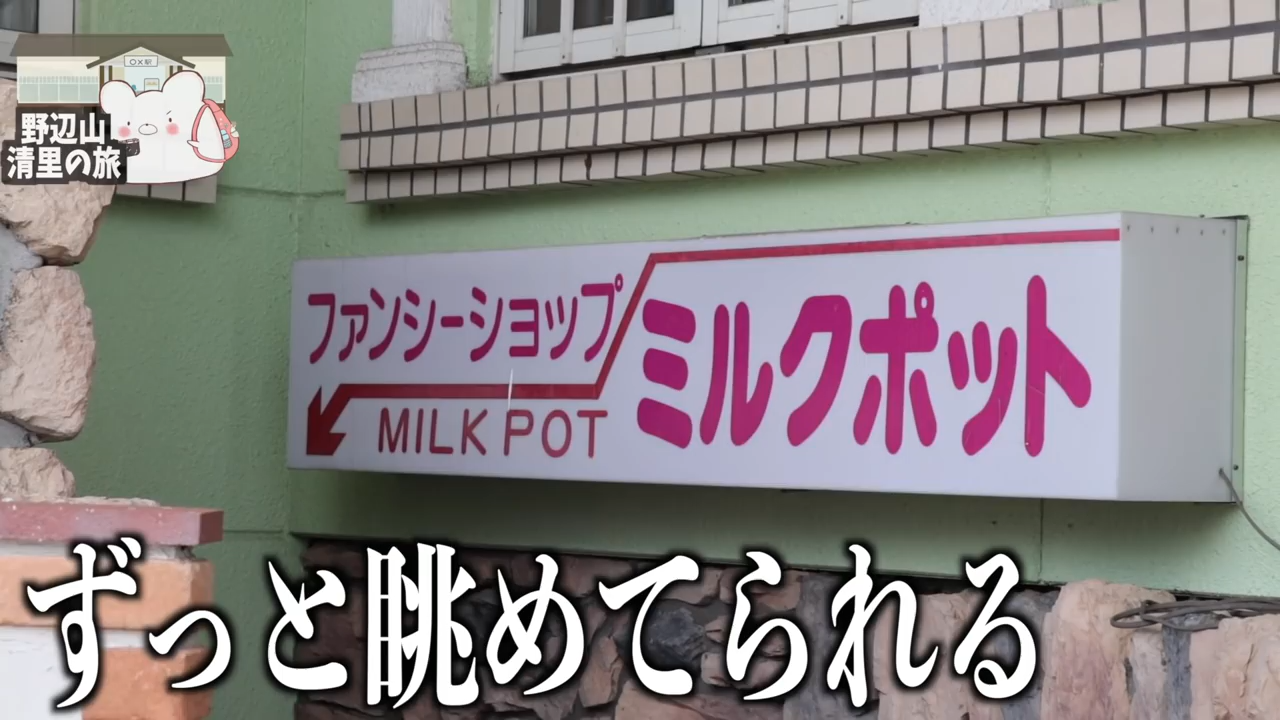 ○×駅
野辺山
清里の旅
ファンシーショップ
ミルクポット
MILK POT
ずっと眺めてられる